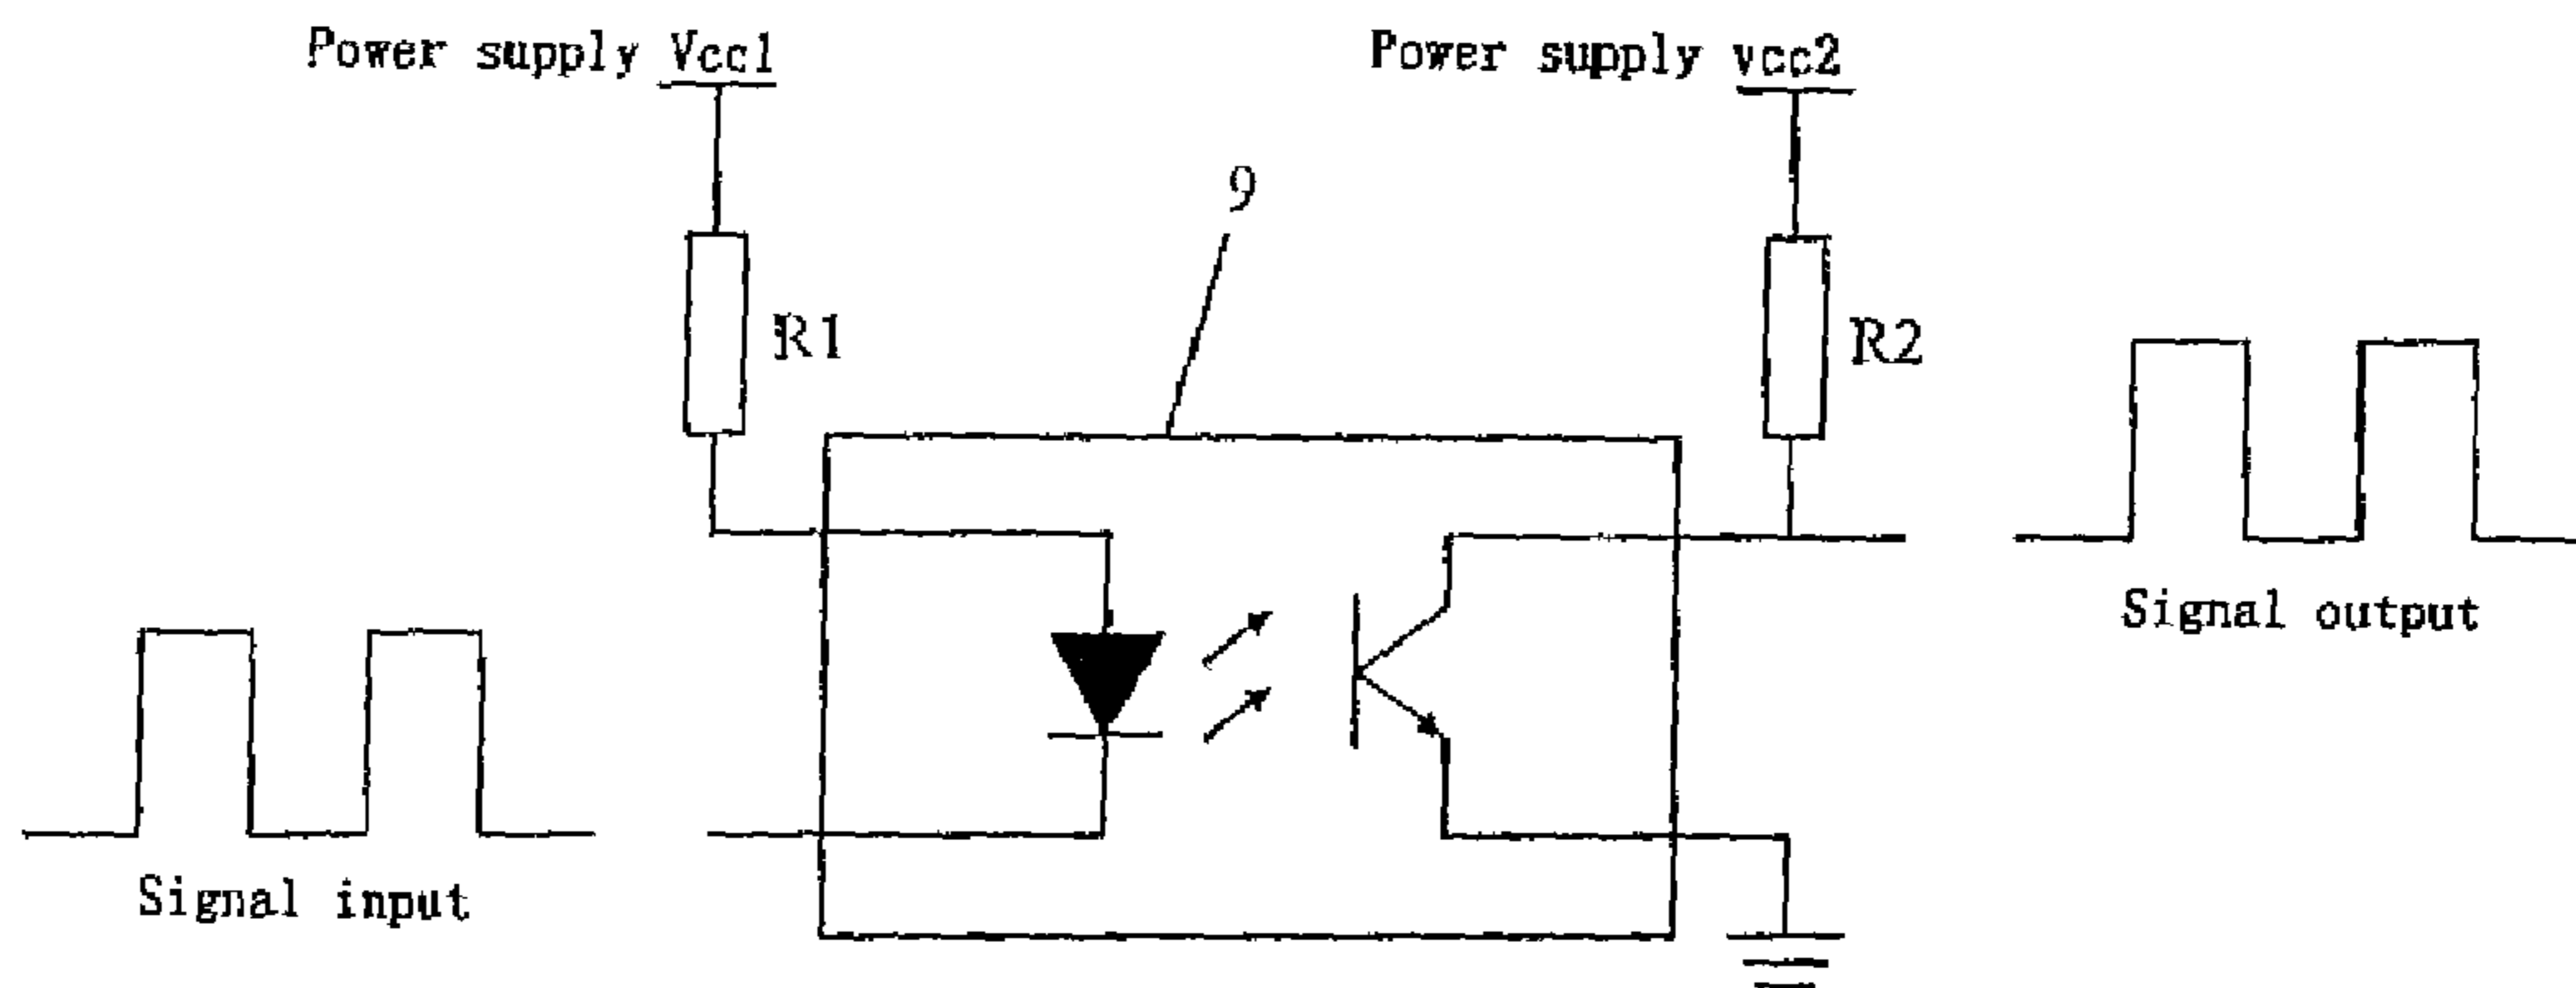 Power supply Vcc1
Power supply vcc2
9
R1
R2
Signal output
Signal input